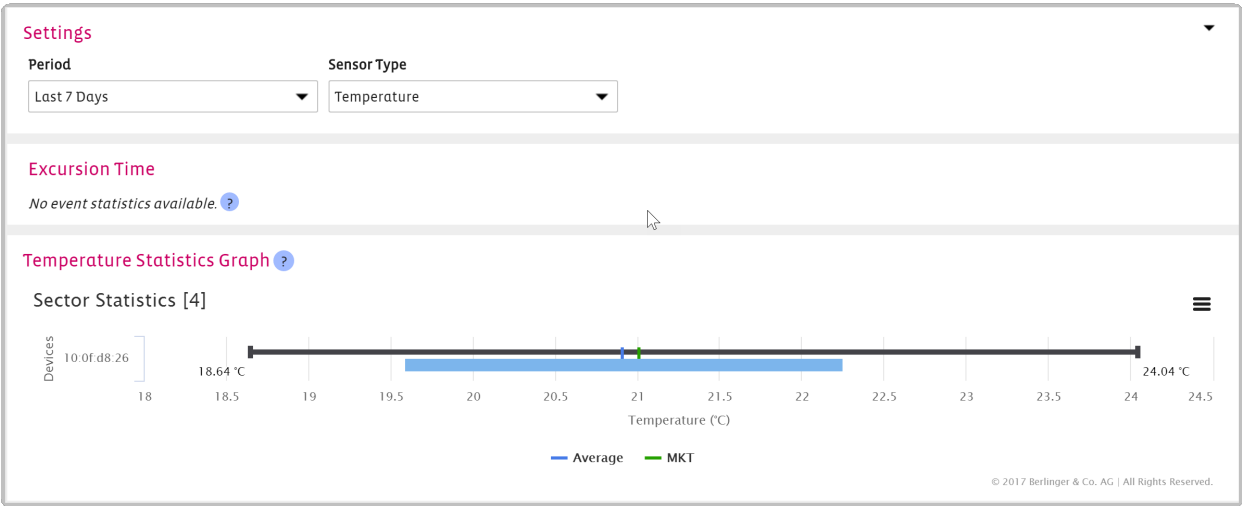 Settings
Period Sensor Type
Last 7 Days Temperature
Excursion Time
No event statistics available. ?
Temperature Statistics Graph ?
Sector Statistics [4]
Devices
10:0f:d8:26
18.64 °C 24.04 °C
18 18.5 19 19.5 20 20.5 21 21.5 22 22.5 23 23.5 24 24.5
Temperature (°C)
Average MKT
© 2017 Berlinger & Co. AG | All Rights Reserved.